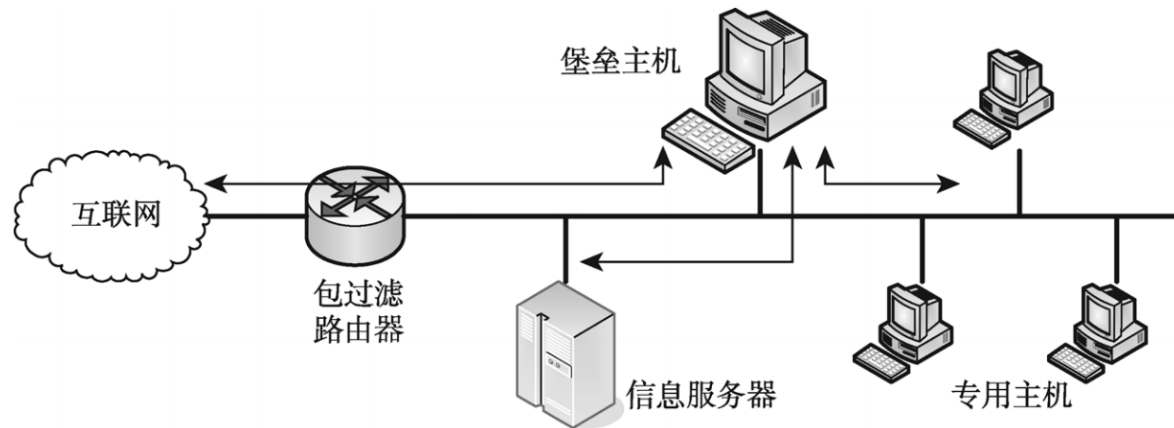 堡垒主机
互联网
包过滤
路由器
信息服务器
专用主机